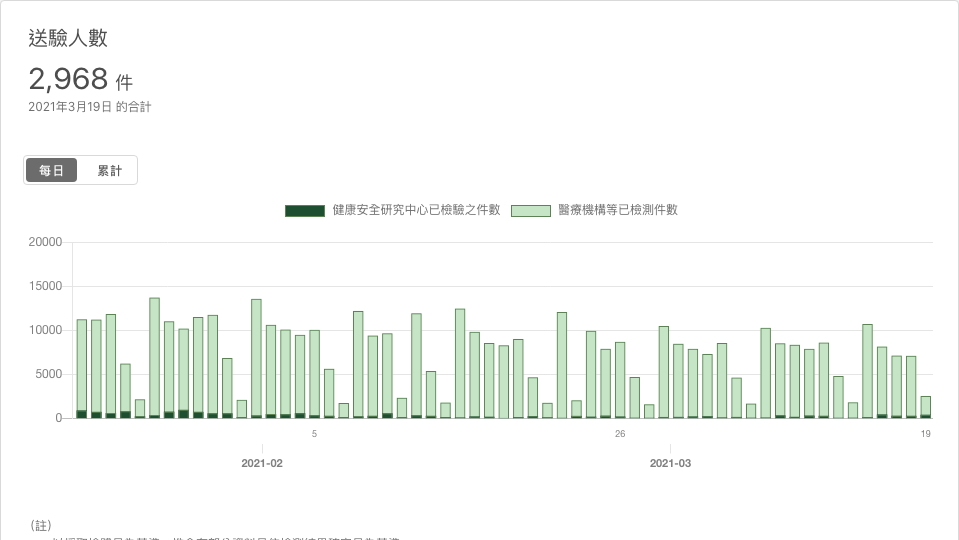 送驗人數
2,968 件
2021年3月19日 的合計
每日 累計
健康安全研究中心已檢驗之件數 醫療機構等已檢測件數
20000
15000
10000
5000
0
5 26 19
2021-02 2021-03
(註)